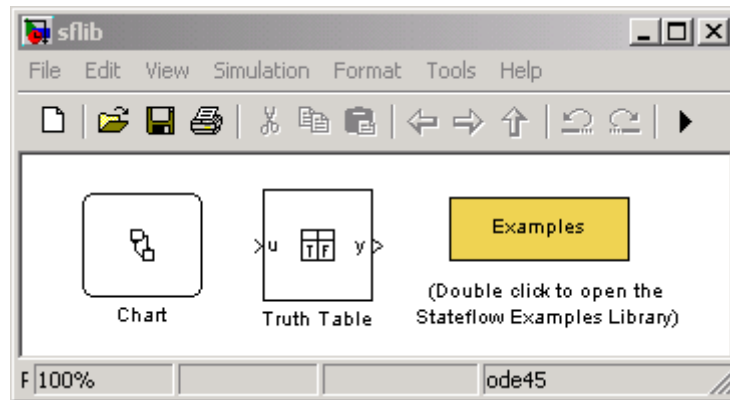 sflib
File Edit View Simulation Format Tools Help
u T F y
Examples
Chart
Truth Table
(Double click to open the
Stateflow Examples Library)
F 100% ode45